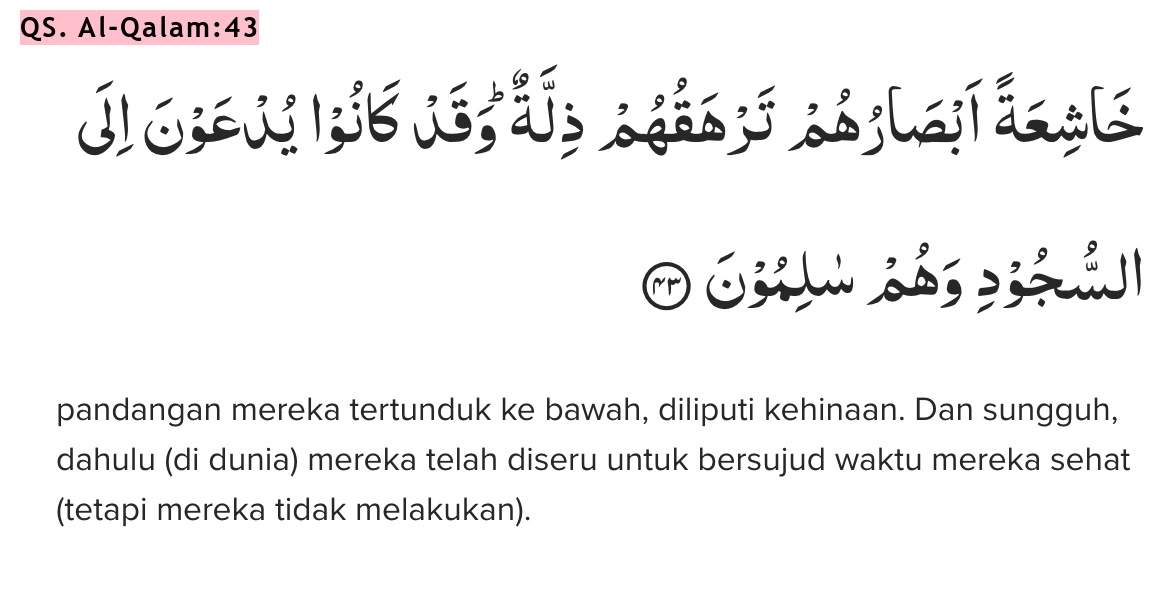 QS. Al-Qalam:43
خَاشِعَةً اَبْصَارُهُمْ تَرْهَقُهُمْ ذِلَّةٌ ۗوَقَدْ كَانُوْا يُدْعَوْنَ اِلَى
السُّجُوْدِ وَهُمْ سٰلِمُوْنَ ۝٤٣
pandangan mereka tertunduk ke bawah, diliputi kehinaan. Dan sungguh,
dahulu (di dunia) mereka telah diseru untuk bersujud waktu mereka sehat
(tetapi mereka tidak melakukan).